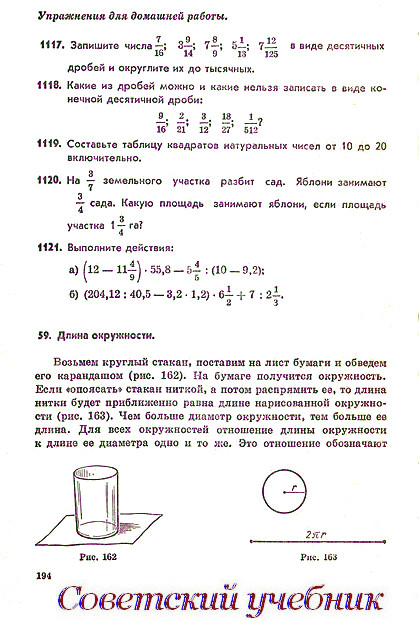 Упражнения для домашней работы.
1117. Запишите числа 7/16; 3 9/14; 7 8/9; 5 1/13; 7 12/125 в виде десятичных
дробей и округлите их до тысячных.
1118. Какие из дробей можно и какие нельзя записать в виде ко-
нечной десятичной дроби:
9/16; 2/21; 3/12; 18/27; 1/512?
1119. Составьте таблицу квадратов натуральных чисел от 10 до 20
включительно.
1120. На 3/7 земельного участка разбит сад. Яблони занимают
3/4 сада. Какую площадь занимают яблони, если площадь
участка 1 3/4 га?
1121. Выполните действия:
а) (12 — 11 4/9) · 55,8 — 5 4/5 : (10 — 9,2);
б) (204,12 : 40,5 — 3,2 · 1,2) · 6 1/2 + 7 : 2 1/3.
59. Длина окружности.
Возьмем круглый стакан, поставим на лист бумаги и обведем
его карандашом (рис. 162). На бумаге получится окружность.
Если «опоясать» стакан ниткой, а потом распрямить ее, то длина
нитки будет приближенно равна длине нарисованной окружно-
сти (рис. 163). Чем больше диаметр окружности, тем больше ее
длина. Для всех окружностей отношение длины окружности
к длине ее диаметра одно и то же. Это отношение обозначают
r
2πr
Рис. 162
Рис. 163
194
Советский учебник